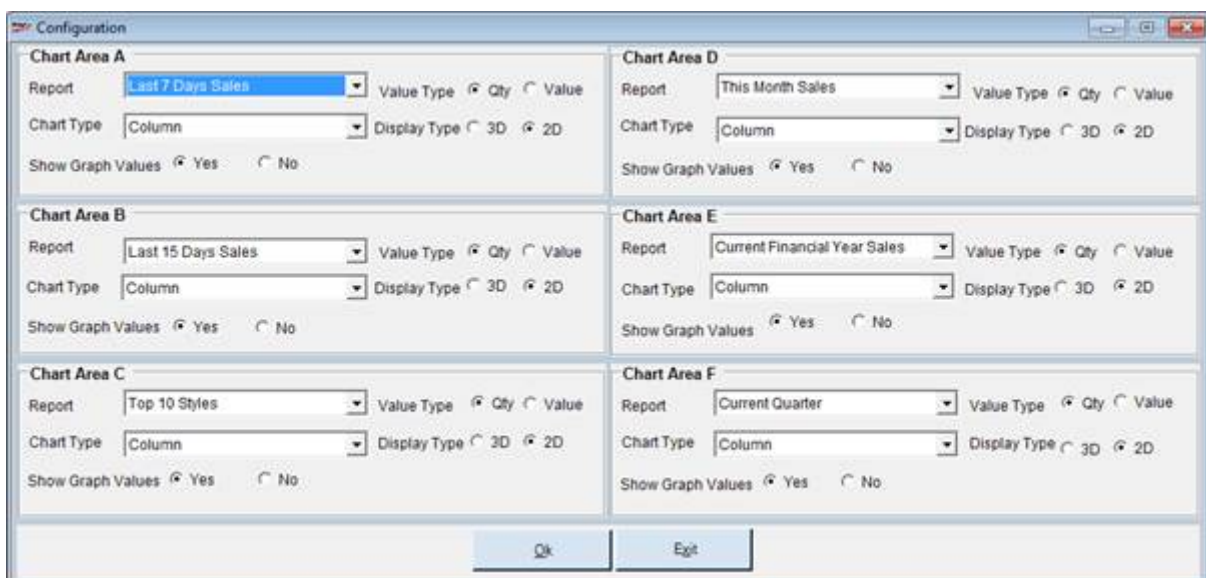 Configuration
Chart Area A
Report Last 7 Days Sales Value Type Qty Value
Chart Type Column Display Type 3D 2D
Show Graph Values Yes No
Chart Area D
Report This Month Sales Value Type Qty Value
Chart Type Column Display Type 3D 2D
Show Graph Values Yes No
Chart Area B
Report Last 15 Days Sales Value Type Qty Value
Chart Type Column Display Type 3D 2D
Show Graph Values Yes No
Chart Area E
Report Current Financial Year Sales Value Type Qty Value
Chart Type Column Display Type 3D 2D
Show Graph Values Yes No
Chart Area C
Report Top 10 Styles Value Type Qty Value
Chart Type Column Display Type 3D 2D
Show Graph Values Yes No
Chart Area F
Report Current Quarter Value Type Qty Value
Chart Type Column Display Type 3D 2D
Show Graph Values Yes No
Ok Exit